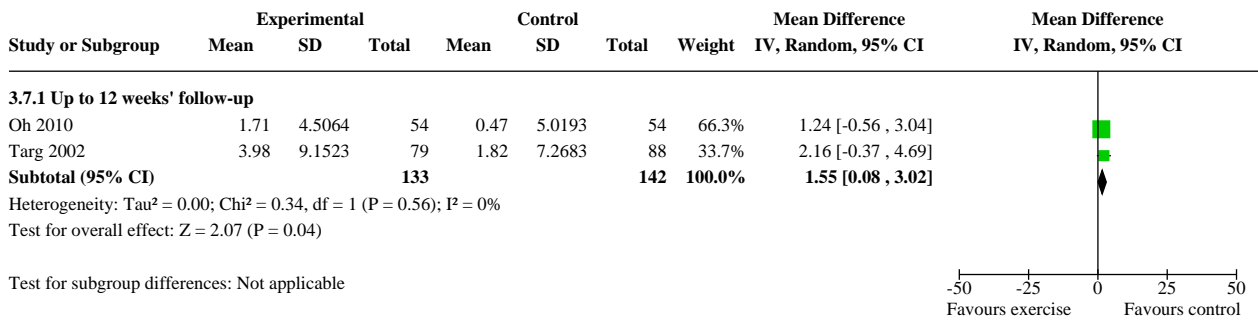 Experimental Control Mean Difference Mean Difference
Study or Subgroup Mean SD Total Mean SD Total Weight IV, Random, 95% CI IV, Random, 95% CI
3.7.1 Up to 12 weeks' follow-up
Oh 2010 1.71 4.5064 54 0.47 5.0193 54 66.3% 1.24 [-0.56 , 3.04]
Targ 2002 3.98 9.1523 79 1.82 7.2683 88 33.7% 2.16 [-0.37 , 4.69]
Subtotal (95% CI) 133 142 100.0% 1.55 [0.08 , 3.02]
Heterogeneity: Tau² = 0.00; Chi² = 0.34, df = 1 (P = 0.56); I² = 0%
Test for overall effect: Z = 2.07 (P = 0.04)
Test for subgroup differences: Not applicable
-50 -25 0 25 50
Favours exercise Favours control